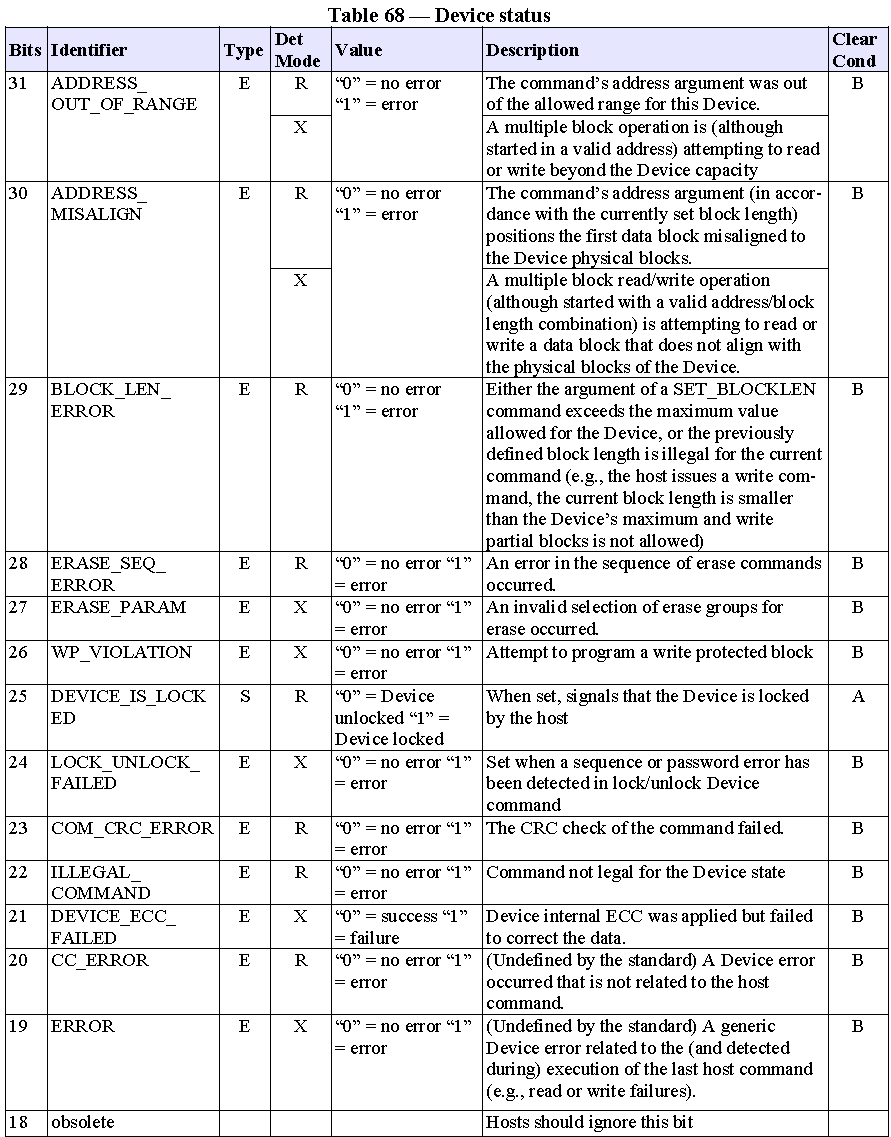 Table 68 — Device status
Bits Identifier Type Det Mode Value Description Clear Cond
31 ADDRESS_ E R “0” = no error The command’s address argument was out B
OUT_OF_RANGE “1” = error of the allowed range for this Device.
X A multiple block operation is (although
started in a valid address) attempting to read
or write beyond the Device capacity
30 ADDRESS_ E R “0” = no error The command’s address argument (in accor- B
MISALIGN “1” = error dance with the currently set block length)
positions the first data block misaligned to
the Device physical blocks.
X A multiple block read/write operation
(although started with a valid address/block
length combination) is attempting to read or
write a data block that does not align with
the physical blocks of the Device.
29 BLOCK_LEN_ E R “0” = no error Either the argument of a SET_BLOCKLEN B
ERROR “1” = error command exceeds the maximum value
allowed for the Device, or the previously
defined block length is illegal for the current
command (e.g., the host issues a write com-
mand, the current block length is smaller
than the Device’s maximum and write
partial blocks is not allowed)
28 ERASE_SEQ_ E R “0” = no error “1” An error in the sequence of erase commands B
ERROR = error occurred.
27 ERASE_PARAM E X “0” = no error “1” An invalid selection of erase groups for B
= error erase occurred.
26 WP_VIOLATION E X “0” = no error “1” Attempt to program a write protected block B
= error
25 DEVICE_IS_LOCK S R “0” = Device When set, signals that the Device is locked A
ED unlocked “1” = by the host
Device locked
24 LOCK_UNLOCK_ E X “0” = no error “1” Set when a sequence or password error has B
FAILED = error been detected in lock/unlock Device
command
23 COM_CRC_ERROR E R “0” = no error “1” The CRC check of the command failed. B
= error
22 ILLEGAL_ E R “0” = no error “1” Command not legal for the Device state B
COMMAND = error
21 DEVICE_ECC_ E X “0” = success “1” Device internal ECC was applied but failed B
FAILED = failure to correct the data.
20 CC_ERROR E R “0” = no error “1” (Undefined by the standard) A Device error B
= error occurred that is not related to the host
command.
19 ERROR E X “0” = no error “1” (Undefined by the standard) A generic B
= error Device error related to the (and detected
during) execution of the last host command
(e.g., read or write failures).
18 obsolete Hosts should ignore this bit